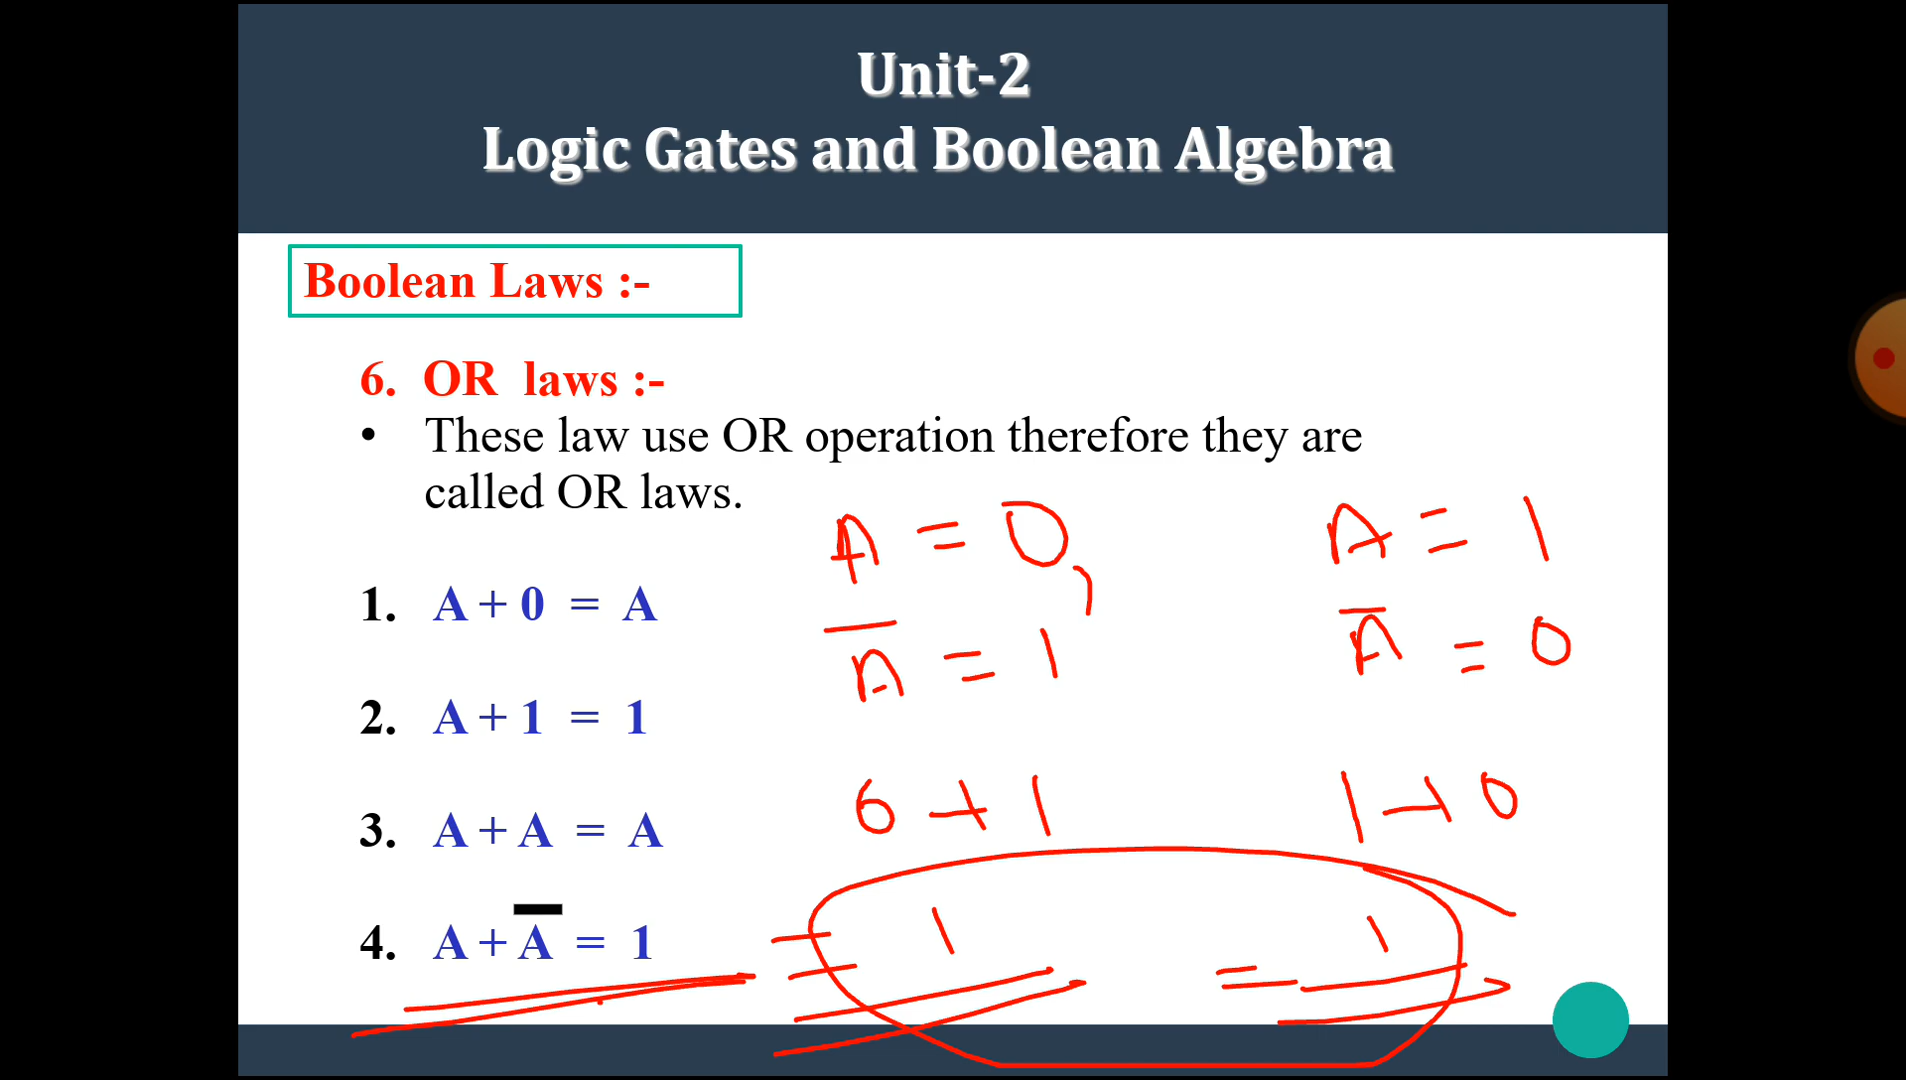 Unit-2
Logic Gates and Boolean Algebra
Boolean Laws :-
6. OR laws :-
• These law use OR operation therefore they are
called OR laws.
A = 0, A = 1
1. A + 0 = A
A̅ = 1 A̅ = 0
2. A + 1 = 1
0 + 1 1 + 0
3. A + A = A
4. A + A̅ = 1
= 1 = 1